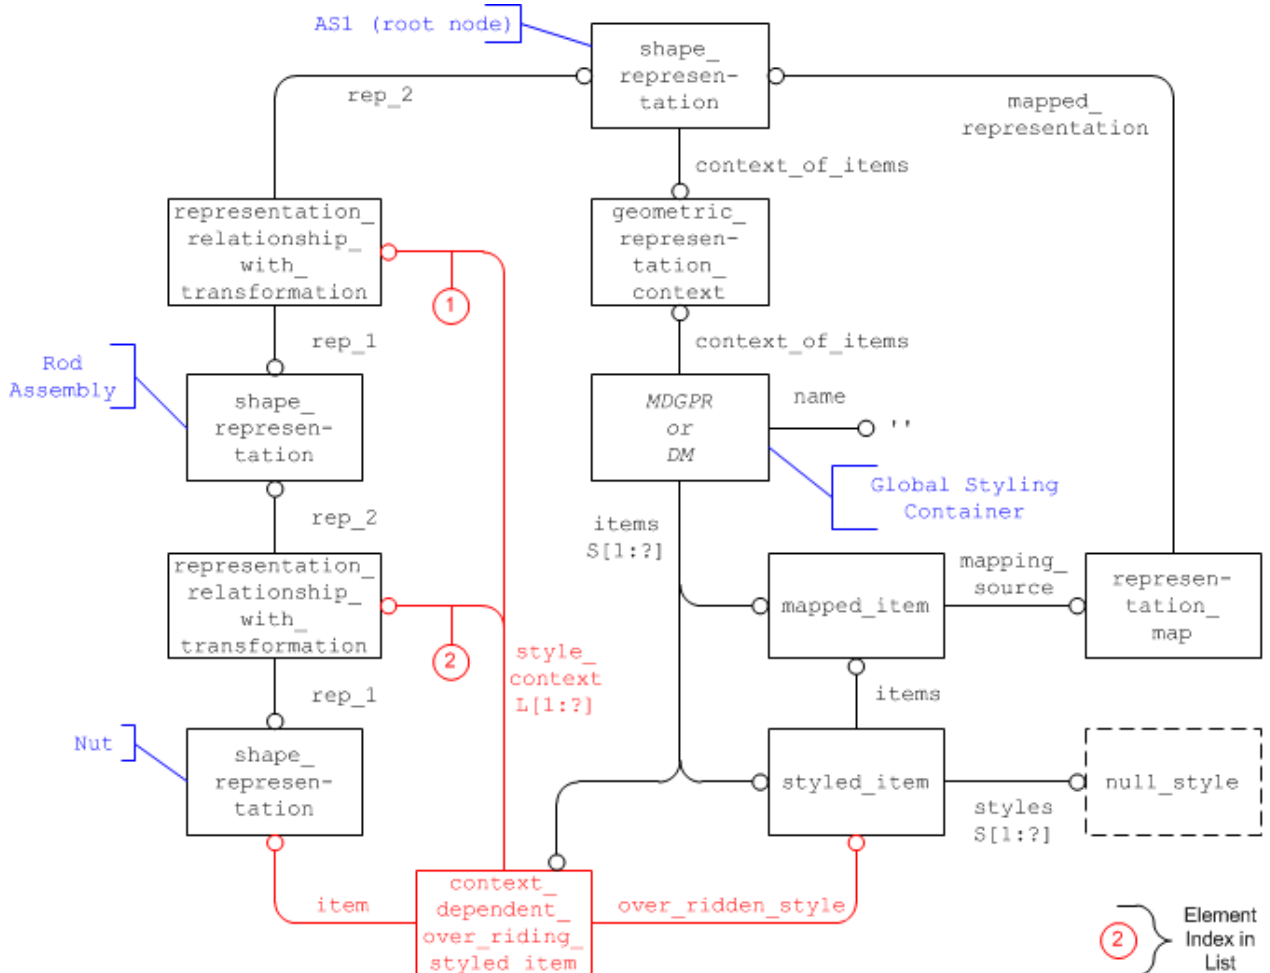 AS1 (root node)
shape_
represen-
tation
rep_2
mapped_
representation
context_of_items
representation_
relationship_
with_
transformation
geometric_
represen-
tation_
context
1
rep_1
context_of_items
Rod
Assembly
shape_
represen-
tation
MDGPR
or
DM
name
''
Global Styling
Container
rep_2
items
S[1:?]
representation_
relationship_
with_
transformation
mapped_item
mapping_
source
represen-
tation_
map
2
style_
context
L[1:?]
rep_1
items
Nut
shape_
represen-
tation
styled_item
styles
S[1:?]
null_style
item
context_
dependent_
over_riding_
styled_item
over_ridden_style
2
Element
Index in
List